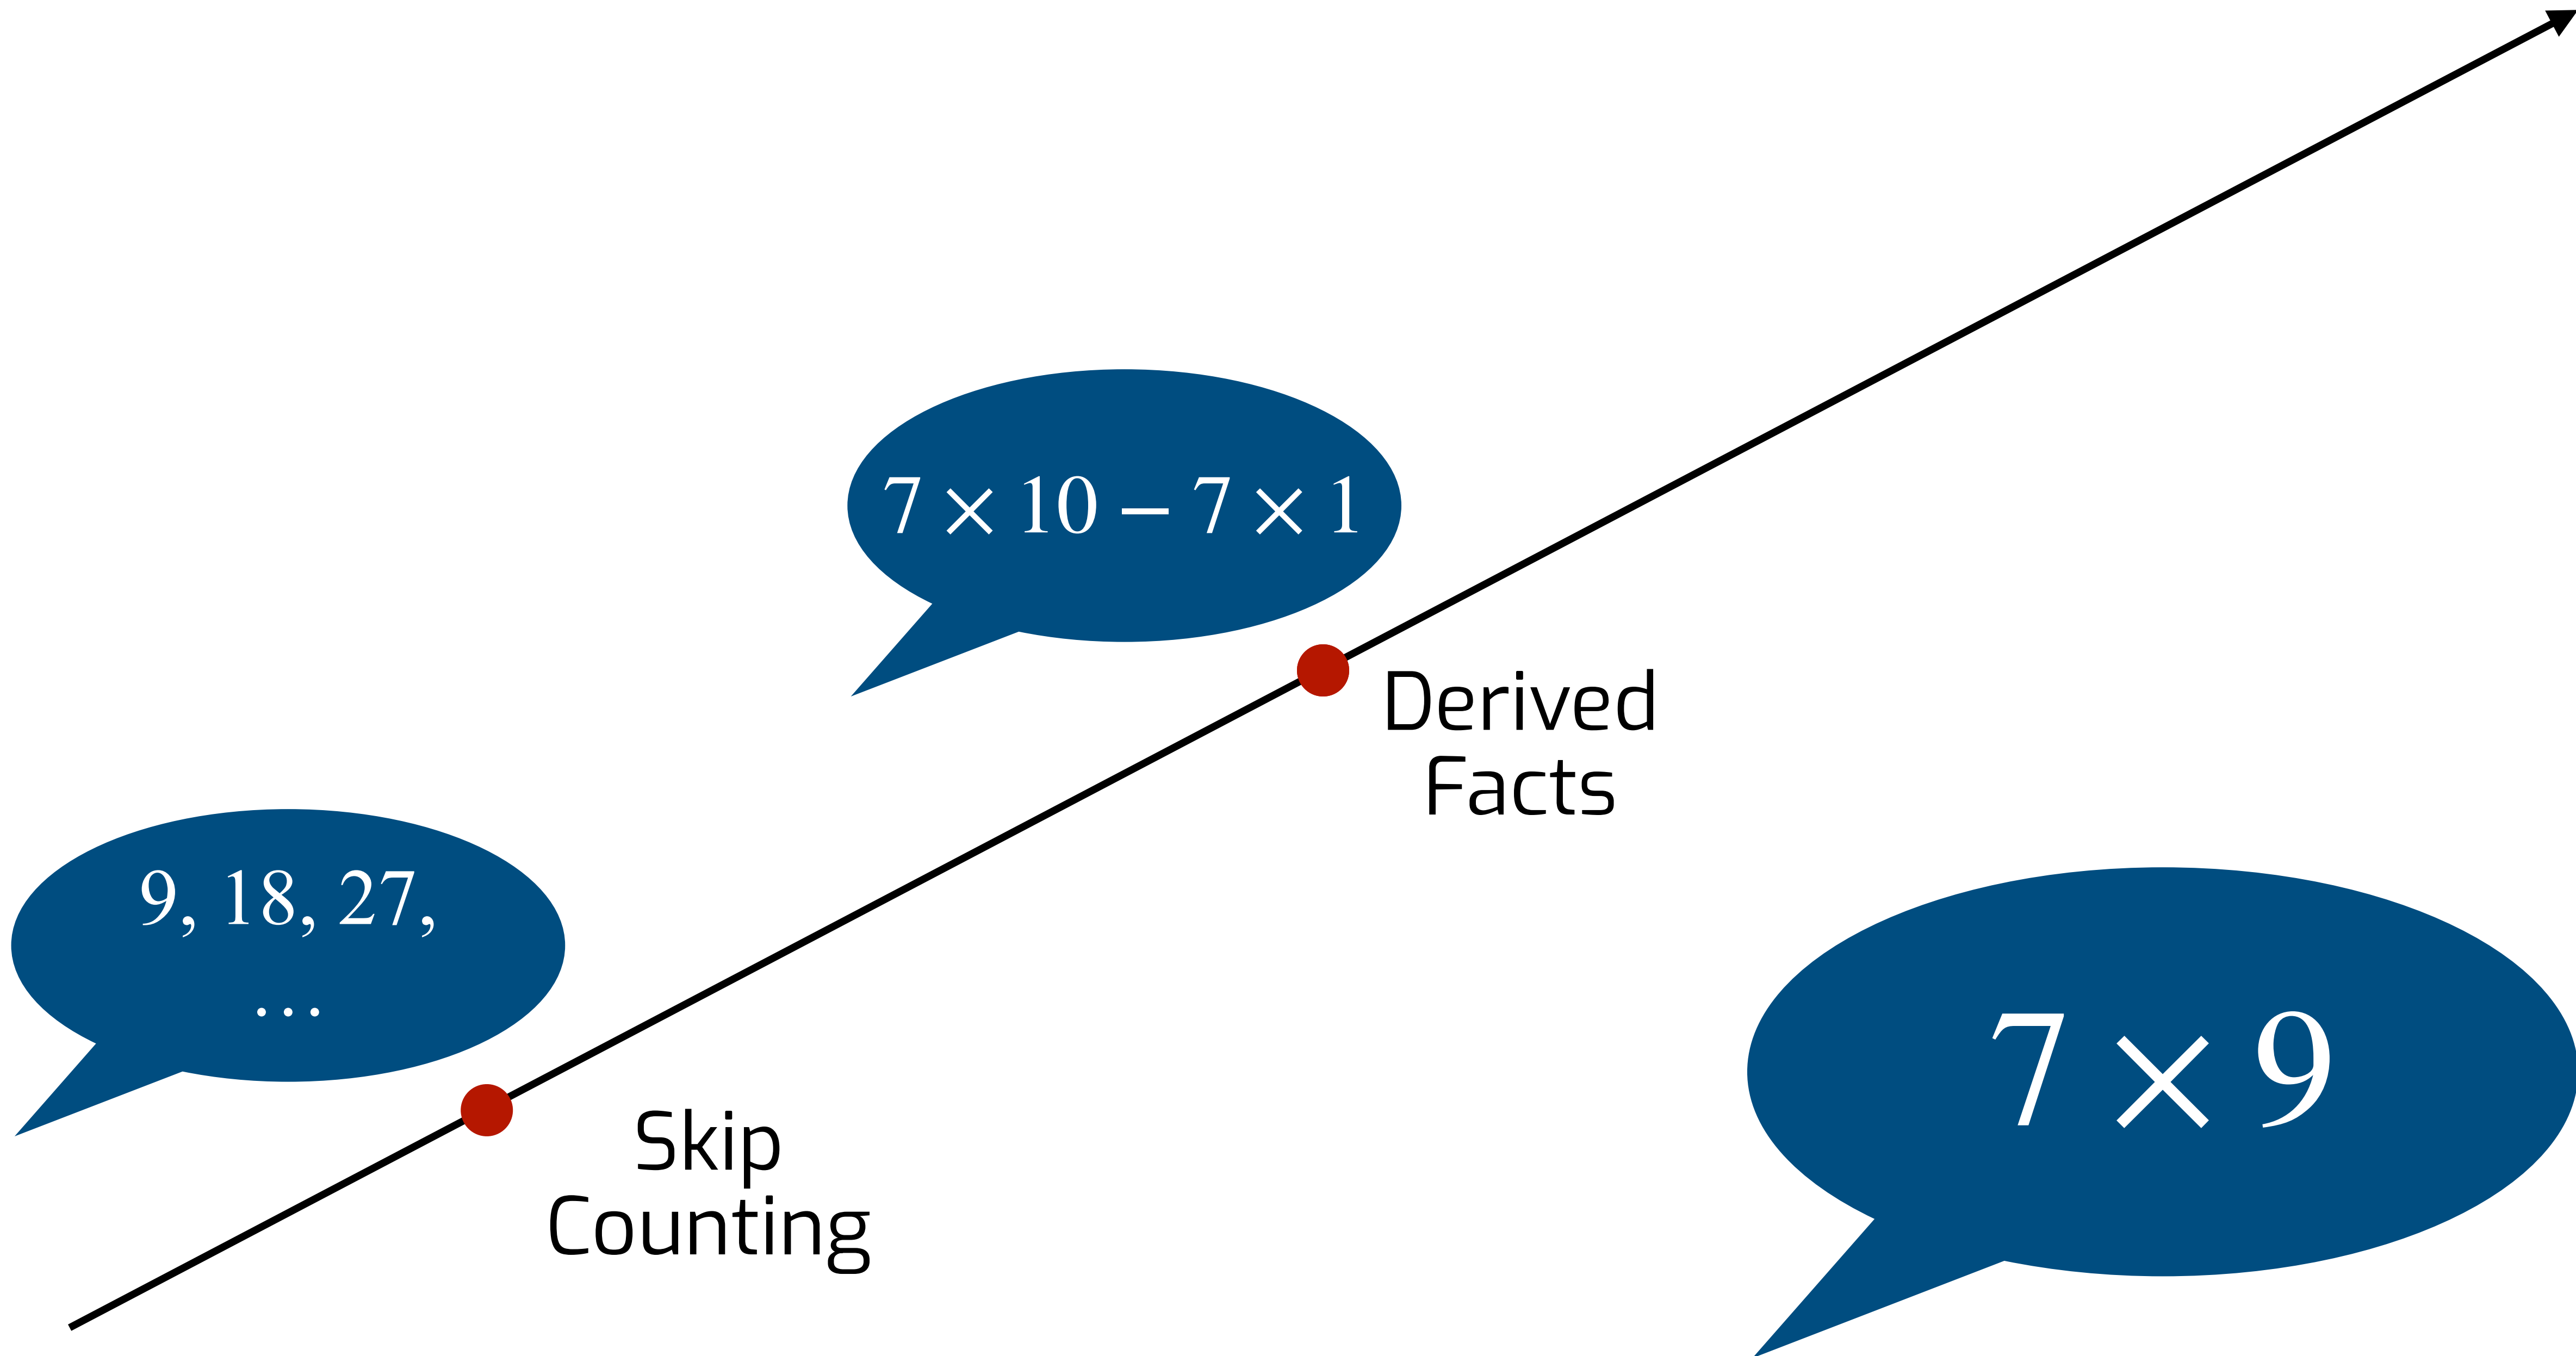 7 × 10 − 7 × 1
Derived
Facts
9, 18, 27,
…
Skip
Counting
7 × 9